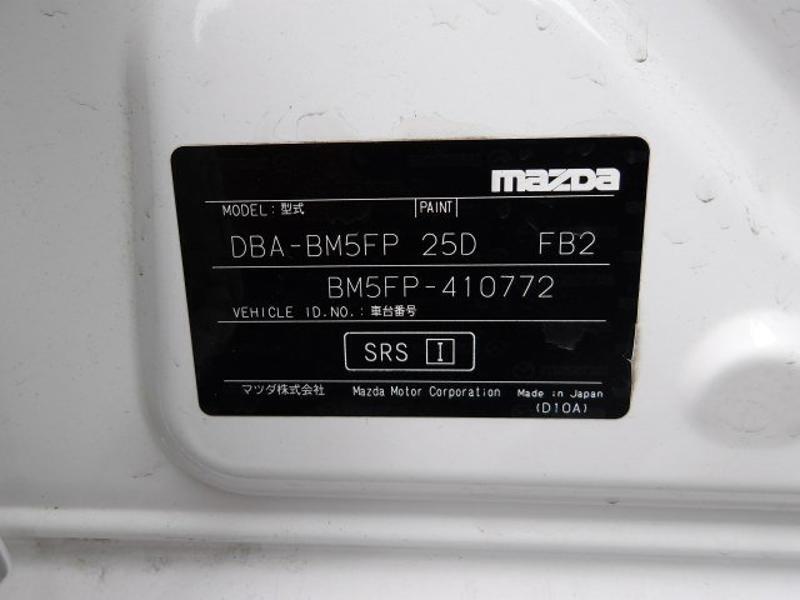 mazda
MODEL:型式 PAINT
DBA-BM5FP 25D FB2
BM5FP-410772
VEHICLE ID.NO.:車台番号
SRS I
マツダ株式会社 Mazda Motor Corporation Made in Japan
(D10A)